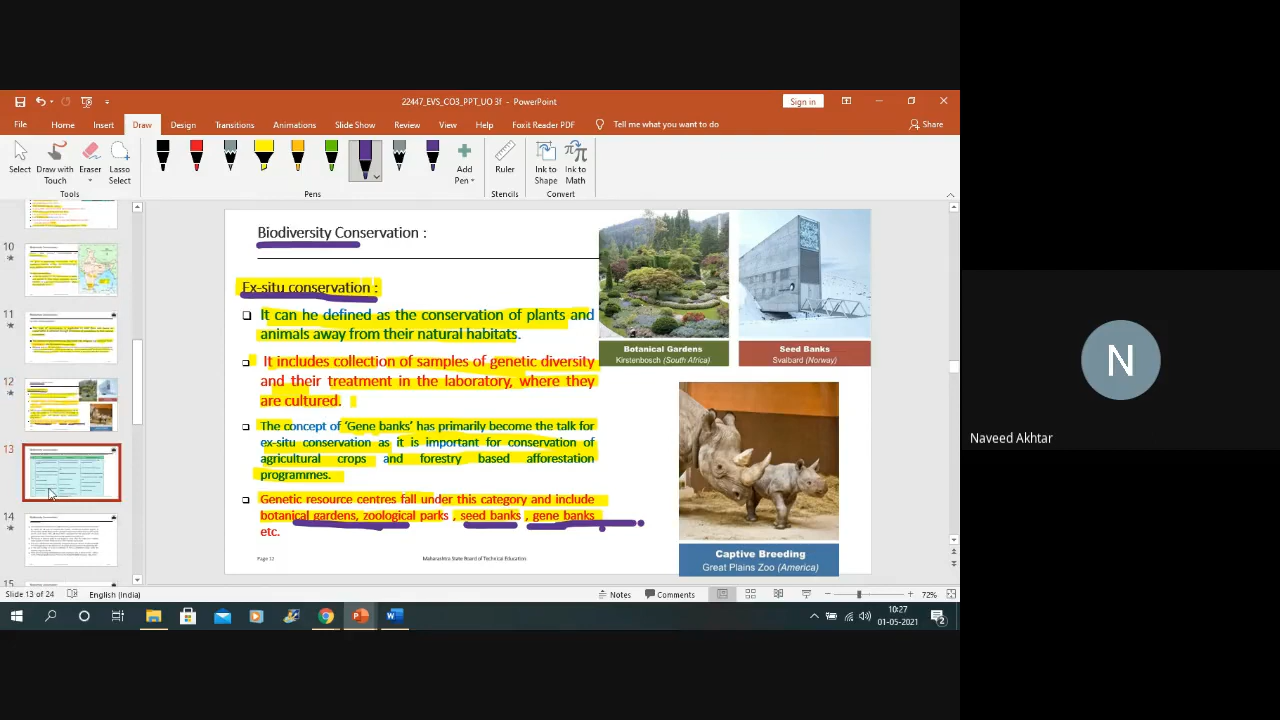 22447_EVS_CO3_PPT_UO 3f - PowerPoint
Sign in
File Home Insert Draw Design Transitions Animations Slide Show Review View Help Foxit Reader PDF Tell me what you want to do Share
Select
Draw with Touch
Eraser
Lasso Select
Add Pen
Ruler
Ink to Shape
Ink to Math
Tools Pens Stencils Convert
10
11
12
13
14
15
Biodiversity Conservation :
Ex-situ conservation :
It can he defined as the conservation of plants and
animals away from their natural habitats.
It includes collection of samples of genetic diversity
and their treatment in the laboratory, where they
are cultured.
The concept of 'Gene banks' has primarily become the talk for
ex-situ conservation as it is important for conservation of
agricultural crops and forestry based afforestation
programmes.
Genetic resource centres fall under this category and include
botanical gardens, zoological parks , seed banks , gene banks
etc.
Page 12
Maharashtra State Board of Technical Education
Botanical Gardens
Kirstenbosch (South Africa)
Seed Banks
Svalbard (Norway)
Captive Breeding
Great Plains Zoo (America)
N
Naveed Akhtar
Slide 13 of 24 English (India) Notes Comments 72%
10:27
01-05-2021
2